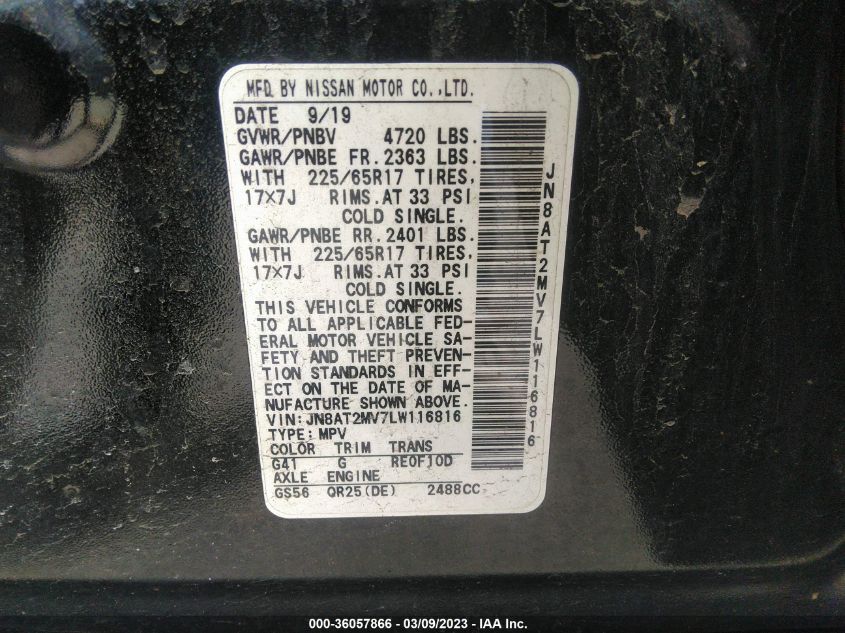 MFD BY NISSAN MOTOR CO.,LTD.
DATE 9/19
GVWR/PNBV 4720 LBS.
GAWR/PNBE FR.2363 LBS.
WITH 225/65R17 TIRES,
17×7J RIMS.AT 33 PSI
COLD SINGLE.
GAWR/PNBE RR.2401 LBS.
WITH 225/65R17 TIRES,
17×7J RIMS.AT 33 PSI
COLD SINGLE.
THIS VEHICLE CONFORMS
TO ALL APPLICABLE FED-
ERAL MOTOR VEHICLE SA-
FETY AND THEFT PREVEN-
TION STANDARDS IN EFF-
ECT ON THE DATE OF MA-
NUFACTURE SHOWN ABOVE.
VIN:JN8AT2MV7LW116816
TYPE:MPV
COLOR TRIM TRANS
G41 G RE0F10D
AXLE ENGINE
GS56 QR25(DE) 2488CC
JN8AT2MV7LW116816
000-36057866 - 03/09/2023 - IAA Inc.